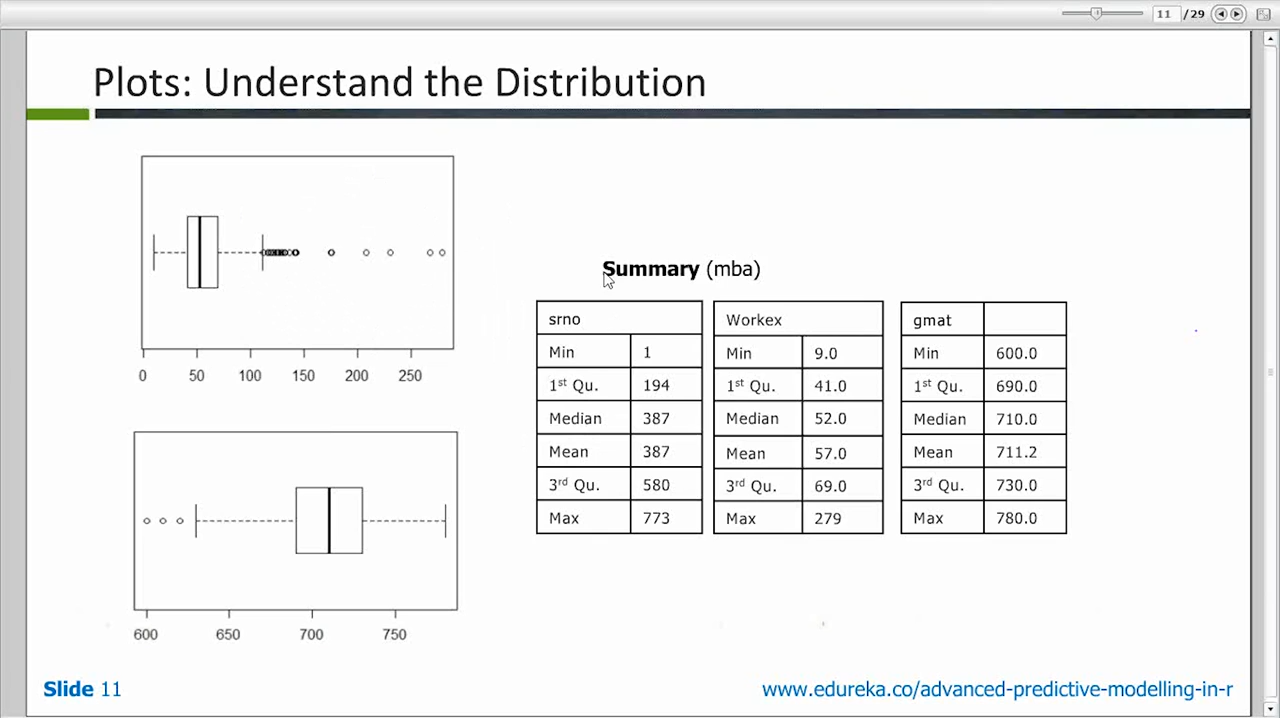 11 /29
Plots: Understand the Distribution
0 50 100 150 200 250
600 650 700 750
Summary (mba)
srno
Min 1
1st Qu. 194
Median 387
Mean 387
3rd Qu. 580
Max 773
Workex
Min 9.0
1st Qu. 41.0
Median 52.0
Mean 57.0
3rd Qu. 69.0
Max 279
gmat
Min 600.0
1st Qu. 690.0
Median 710.0
Mean 711.2
3rd Qu. 730.0
Max 780.0
Slide 11
www.edureka.co/advanced-predictive-modelling-in-r